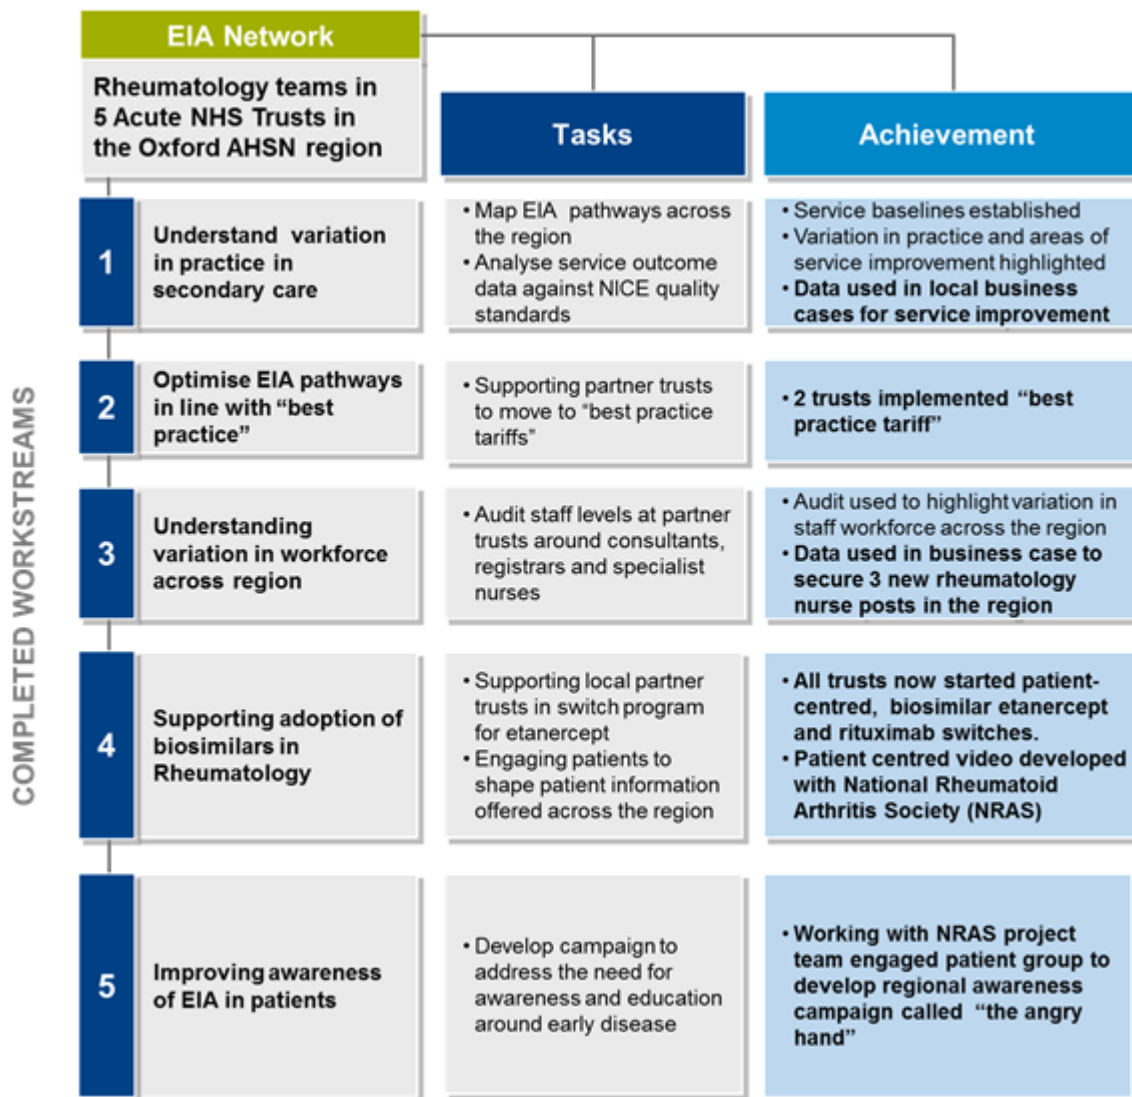 EIA Network
Rheumatology teams in
5 Acute NHS Trusts in
the Oxford AHSN region
Tasks
Achievement
COMPLETED WORKSTREAMS
1
Understand variation
in practice in
secondary care
• Map EIA pathways across
the region
• Analyse service outcome
data against NICE quality
standards
• Service baselines established
• Variation in practice and areas of
service improvement highlighted
• Data used in local business
cases for service improvement
2
Optimise EIA pathways
in line with “best
practice”
• Supporting partner trusts
to move to “best practice
tariffs”
• 2 trusts implemented “best
practice tariff”
3
Understanding
variation in workforce
across region
• Audit staff levels at partner
trusts around consultants,
registrars and specialist
nurses
• Audit used to highlight variation in
staff workforce across the region
• Data used in business case to
secure 3 new rheumatology
nurse posts in the region
4
Supporting adoption of
biosimilars in
Rheumatology
• Supporting local partner
trusts in switch program
for etanercept
• Engaging patients to
shape patient information
offered across the region
• All trusts now started patient-
centred, biosimilar etanercept
and rituximab switches.
• Patient centred video developed
with National Rheumatoid
Arthritis Society (NRAS)
5
Improving awareness
of EIA in patients
• Develop campaign to
address the need for
awareness and education
around early disease
• Working with NRAS project
team engaged patient group to
develop regional awareness
campaign called “the angry
hand”